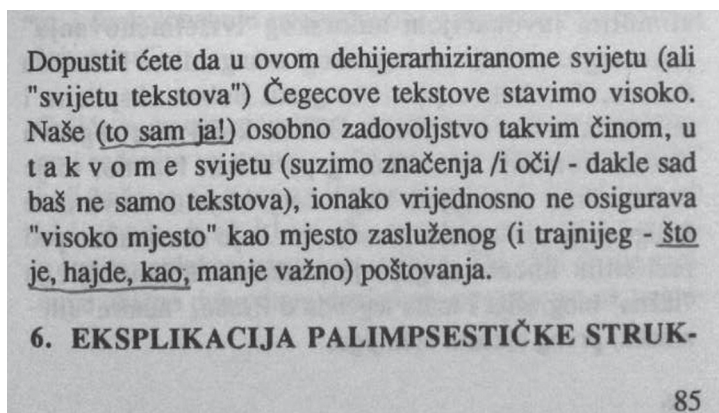 Dopustit ćete da u ovom dehijerarhiziranome svijetu (ali
"svijetu tekstova") Čegecove tekstove stavimo visoko.
Naše (to sam ja!) osobno zadovoljstvo takvim činom, u
t a k v o m e svijetu (suzimo značenja /i oči/ - dakle sad
baš ne samo tekstova), ionako vrijednosno ne osigurava
"visoko mjesto" kao mjesto zasluženog (i trajnijeg - što
je, hajde, kao, manje važno) poštovanja.
6. EKSPLIKACIJA PALIMPSESTIČKE STRUK-
85